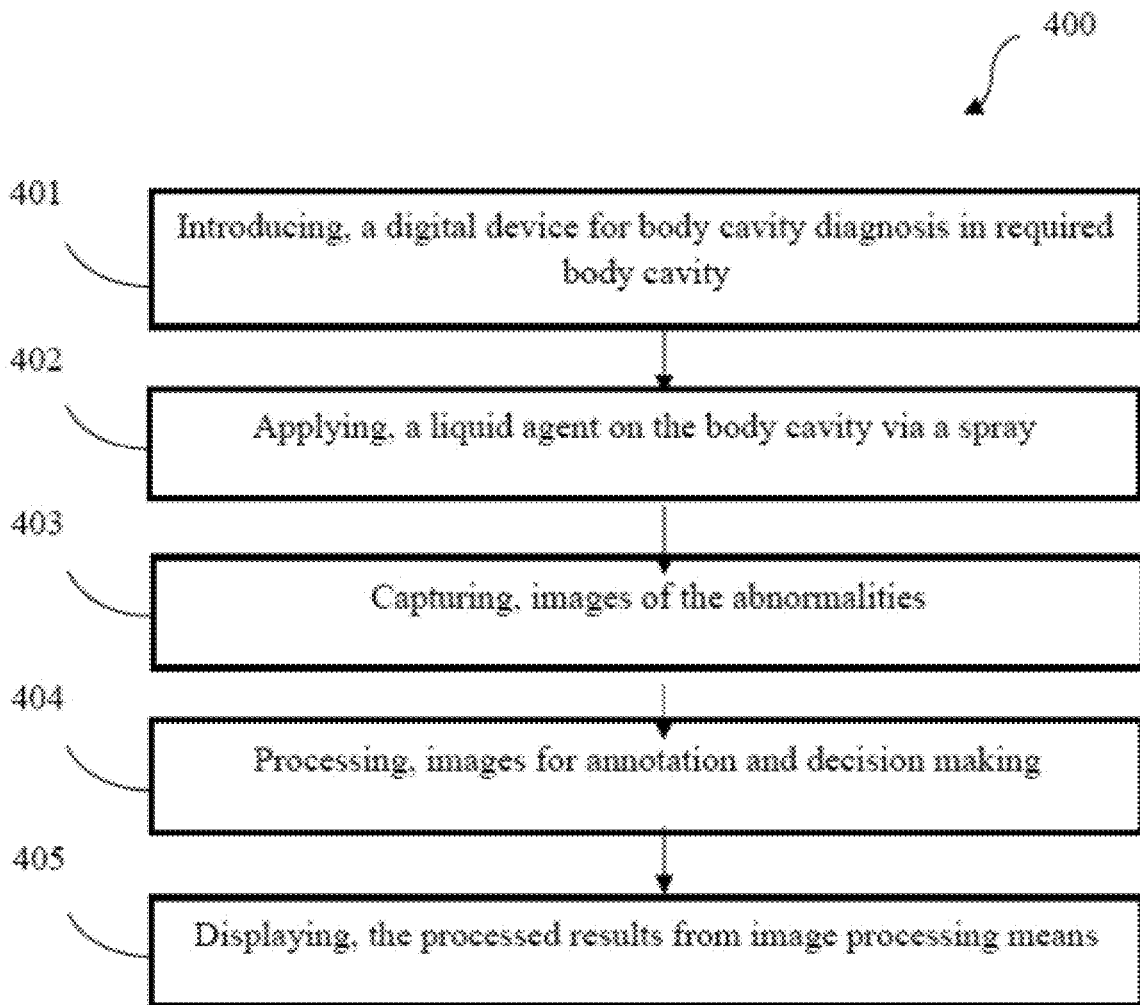 400
401
Introducing, a digital device for body cavity diagnosis in required
body cavity
402
Applying, a liquid agent on the body cavity via a spray
403
Capturing, images of the abnormalities
404
Processing, images for annotation and decision making
405
Displaying, the processed results from image processing means